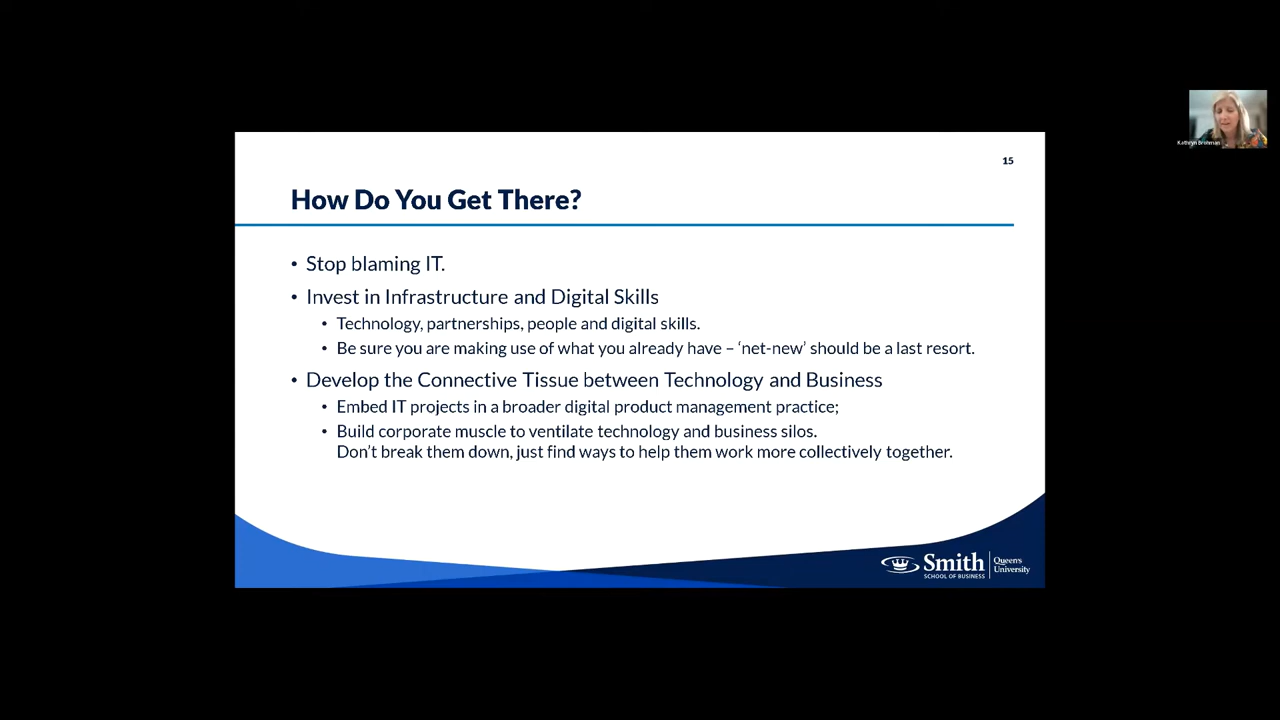 15
How Do You Get There?
• Stop blaming IT.
• Invest in Infrastructure and Digital Skills
• Technology, partnerships, people and digital skills.
• Be sure you are making use of what you already have – ‘net-new’ should be a last resort.
• Develop the Connective Tissue between Technology and Business
• Embed IT projects in a broader digital product management practice;
• Build corporate muscle to ventilate technology and business silos.
Don’t break them down, just find ways to help them work more collectively together.
Smith
SCHOOL OF BUSINESS
Queen's
University
Kathryn Brohman